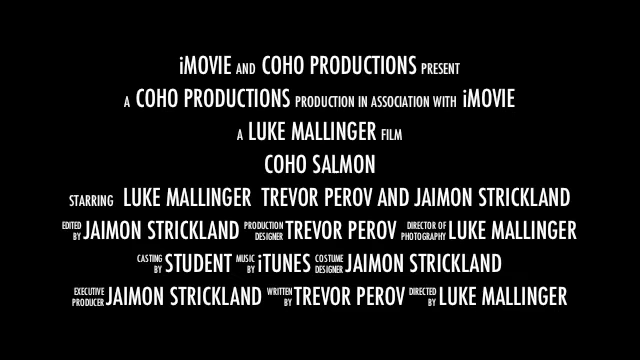 iMOVIE AND COHO PRODUCTIONS PRESENT
A COHO PRODUCTIONS PRODUCTION IN ASSOCIATION WITH iMOVIE
A LUKE MALLINGER FILM
COHO SALMON
STARRING LUKE MALLINGER TREVOR PEROV AND JAIMON STRICKLAND
EDITED BY JAIMON STRICKLAND PRODUCTION DESIGNER TREVOR PEROV DIRECTOR OF PHOTOGRAPHY LUKE MALLINGER
CASTING BY STUDENT MUSIC BY iTUNES COSTUME DESIGNER JAIMON STRICKLAND
EXECUTIVE PRODUCER JAIMON STRICKLAND WRITTEN BY TREVOR PEROV DIRECTED BY LUKE MALLINGER